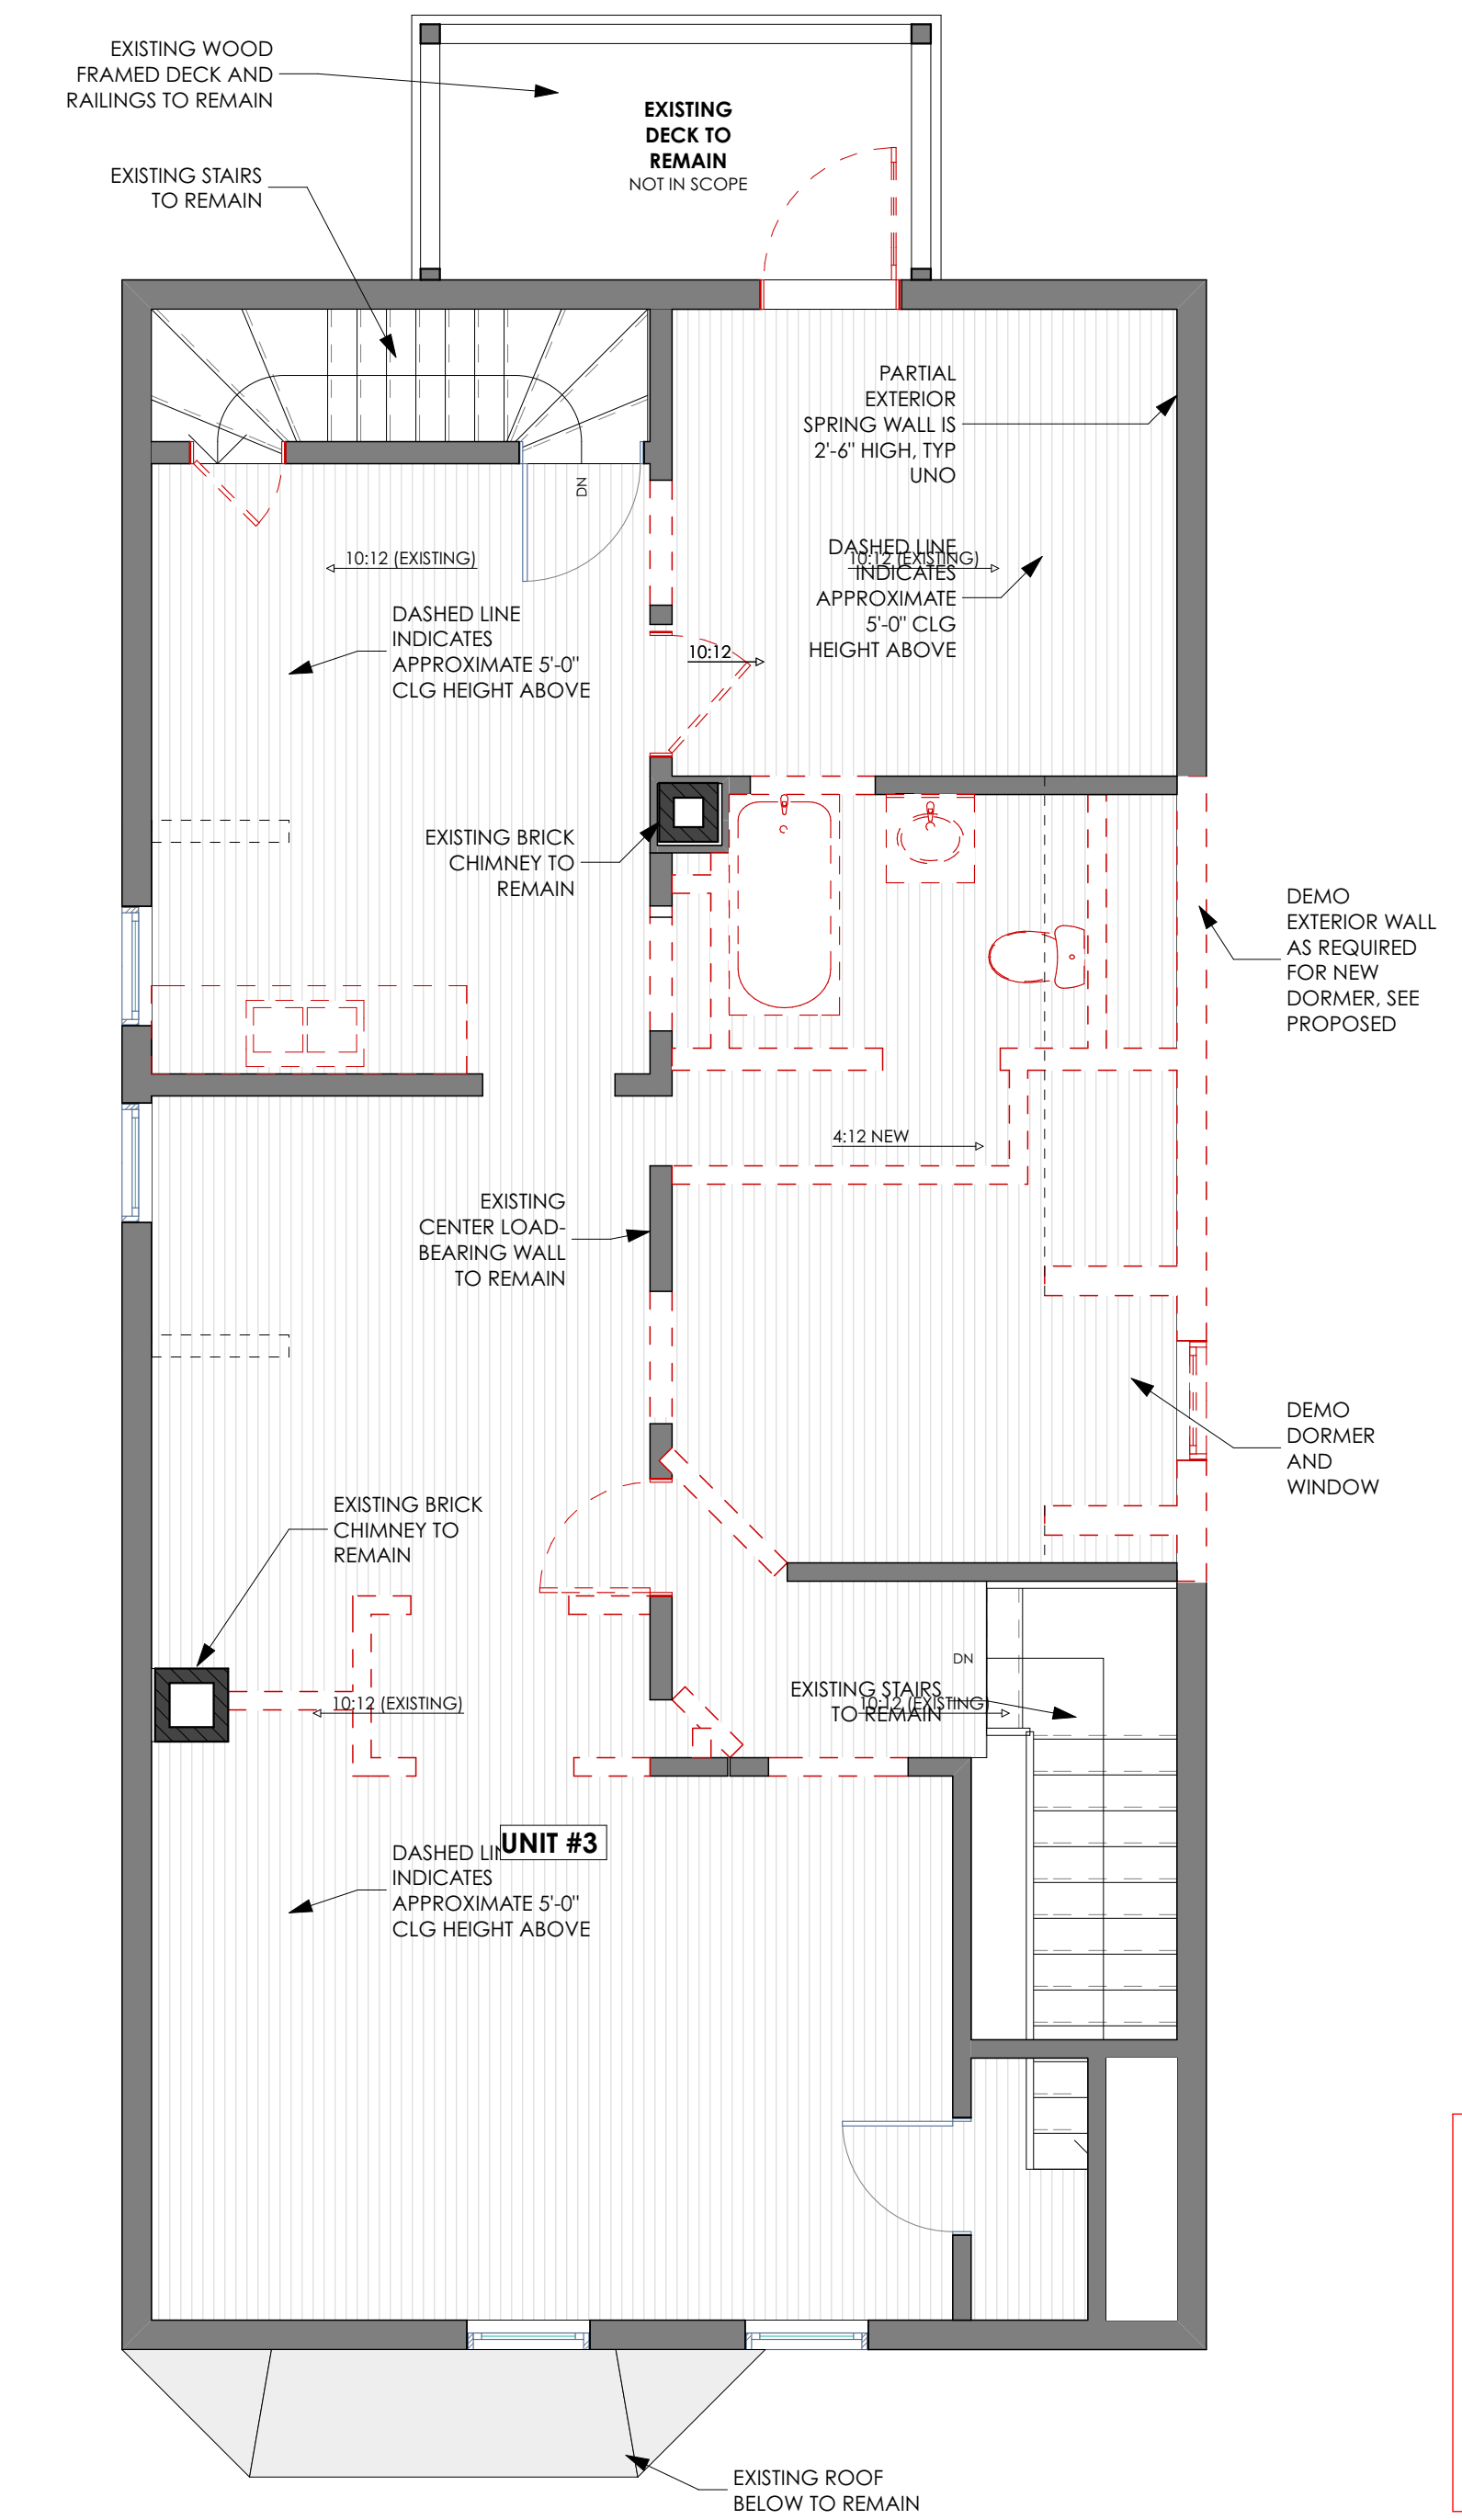 EXISTING WOOD
FRAMED DECK AND
RAILINGS TO REMAIN
EXISTING
DECK TO
REMAIN
NOT IN SCOPE
EXISTING STAIRS
TO REMAIN
PARTIAL
EXTERIOR
SPRING WALL IS
2'-6" HIGH, TYP
UNO
DN
10:12 (EXISTING)
DASHED LINE
INDICATES
APPROXIMATE
5'-0" CLG
HEIGHT ABOVE
10:12 (EXISTING)
DASHED LINE
INDICATES
APPROXIMATE 5'-0"
CLG HEIGHT ABOVE
10:12
EXISTING BRICK
CHIMNEY TO
REMAIN
DEMO
EXTERIOR WALL
AS REQUIRED
FOR NEW
DORMER, SEE
PROPOSED
4:12 NEW
EXISTING
CENTER LOAD-
BEARING WALL
TO REMAIN
DEMO
DORMER
AND
WINDOW
EXISTING BRICK
CHIMNEY TO
REMAIN
DN
EXISTING STAIRS
TO REMAIN
10:12 (EXISTING)
10:12 (EXISTING)
UNIT #3
DASHED LIN
INDICATES
APPROXIMATE 5'-0"
CLG HEIGHT ABOVE
EXISTING ROOF
BELOW TO REMAIN